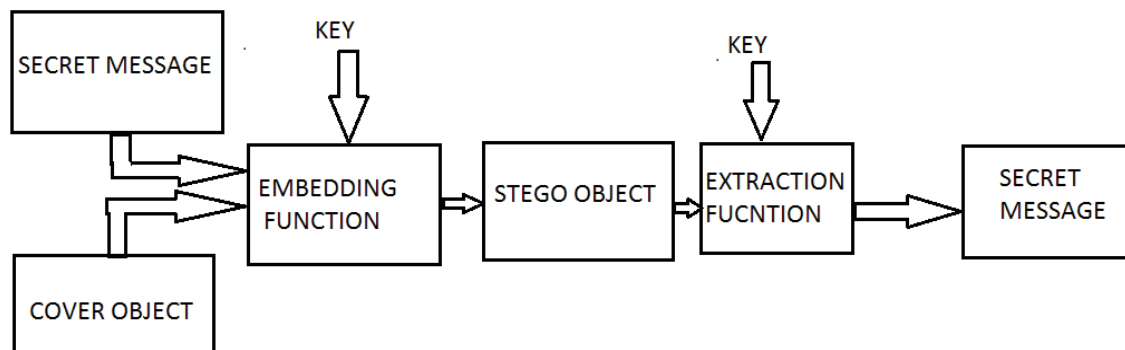 SECRET MESSAGE
KEY
KEY
EMBEDDING
FUNCTION
STEGO OBJECT
EXTRACTION
FUCNTION
SECRET
MESSAGE
COVER OBJECT